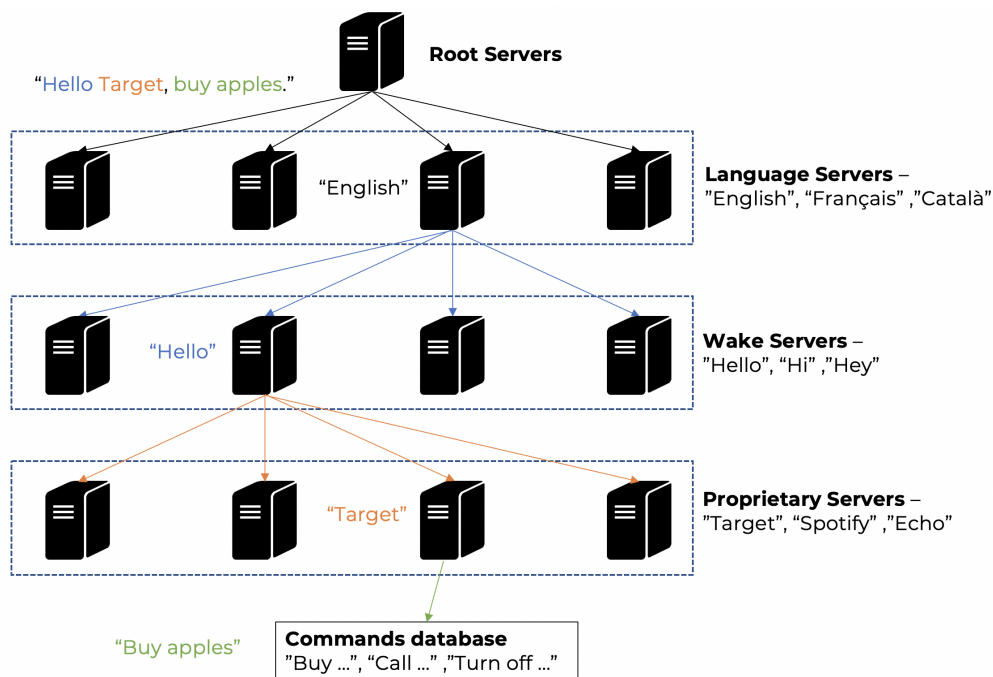 Root Servers
“Hello Target, buy apples.”
“English”
Language Servers –
”English”, “Français” ,”Català”
“Hello”
Wake Servers –
”Hello”, “Hi” ,”Hey”
“Target”
Proprietary Servers –
”Target”, “Spotify” ,”Echo”
“Buy apples”
Commands database
”Buy ...”, “Call ...” ,”Turn off ...”